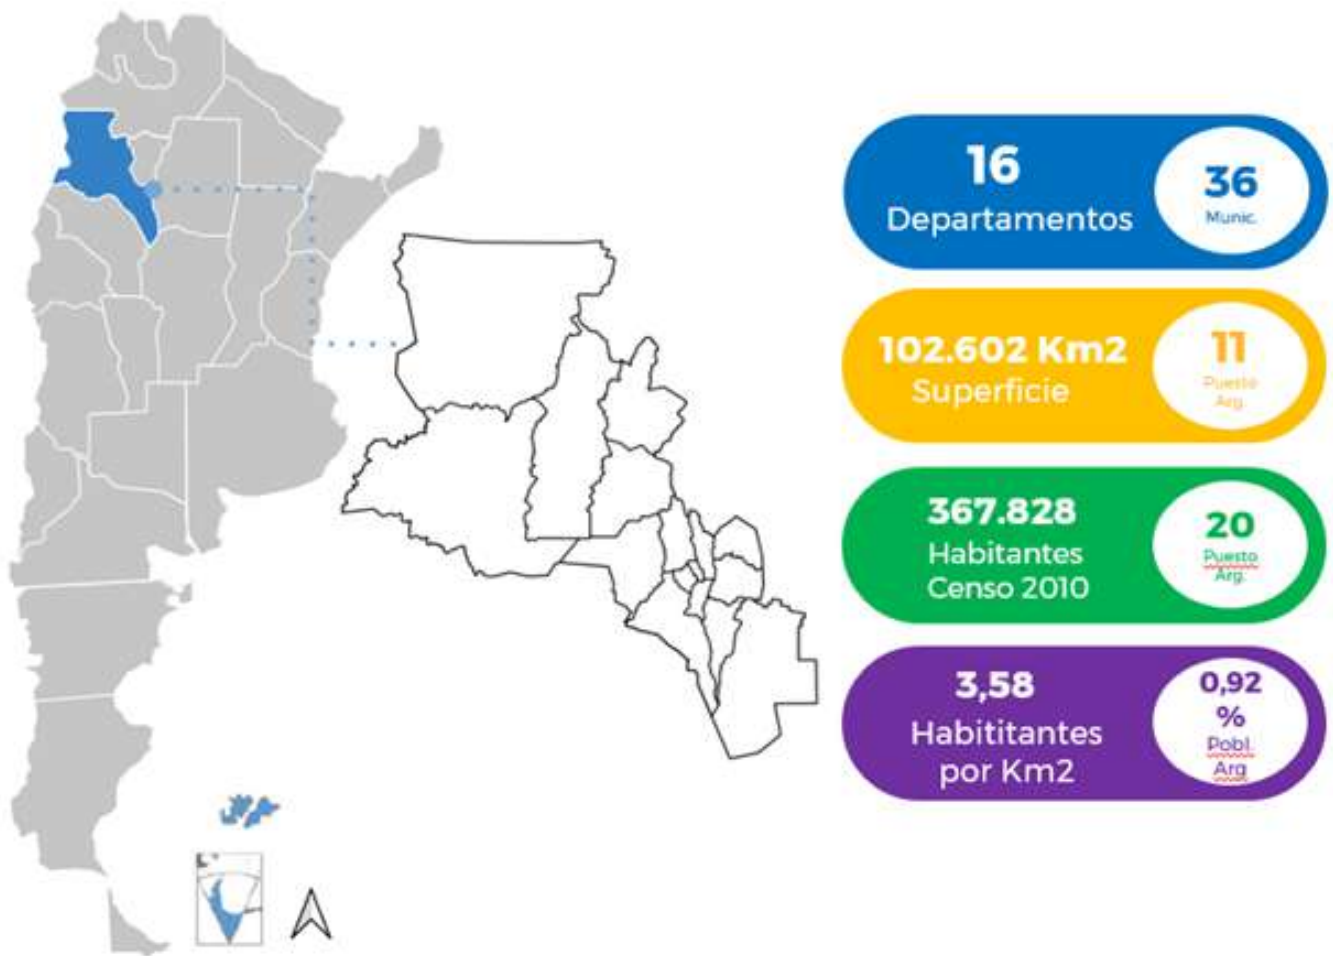 16
Departamentos
36
Munic.
102.602 Km2
Superficie
11
Puesto
Arg.
367.828
Habitantes
Censo 2010
20
Puesto
Arg.
3,58
Habititantes
por Km2
0,92
%
Pobl.
Arg